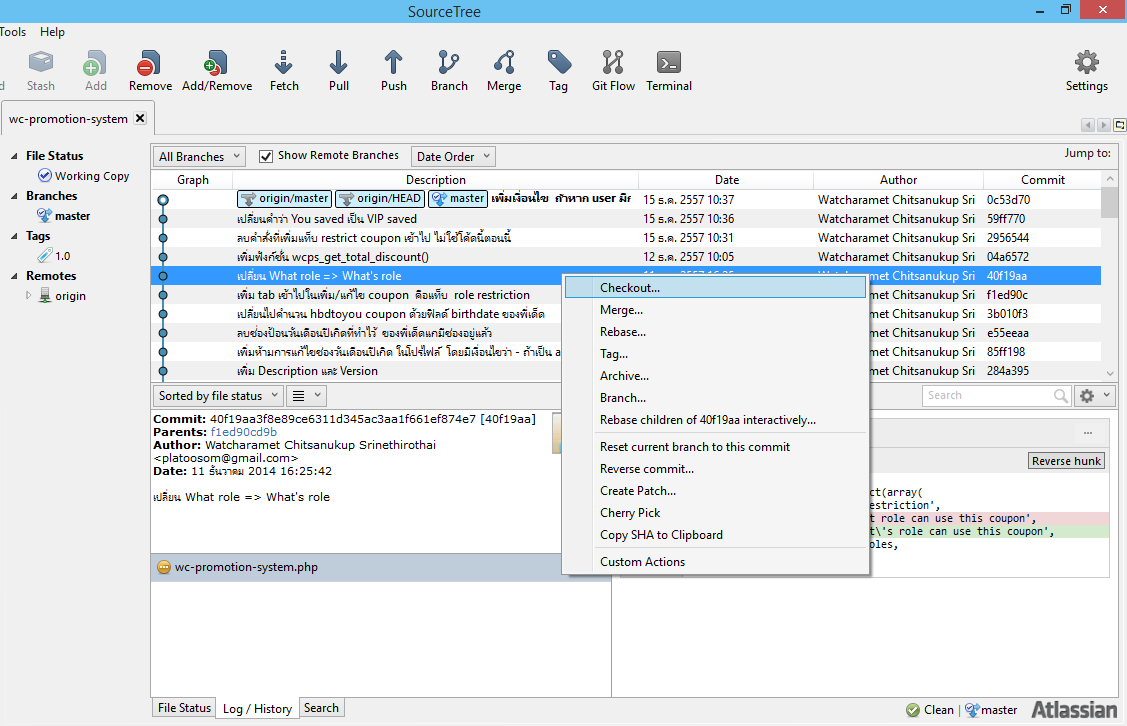 SourceTree
Tools Help
Stash Add Remove Add/Remove Fetch Pull Push Branch Merge Tag Git Flow Terminal Settings
wc-promotion-system
File Status
Working Copy
Branches
master
Tags
1.0
Remotes
origin
All Branches Show Remote Branches Date Order Jump to:
Graph Description Date Author Commit
origin/master origin/HEAD master เพิ่มเงื่อนไข ถ้าหาก user มีก 15 ธ.ค. 2557 10:37 Watcharamet Chitsanukup Sri 0c53d70
เปลี่ยนคำว่า You saved เป็น VIP saved 15 ธ.ค. 2557 10:36 Watcharamet Chitsanukup Sri 59ff770
ลบคำสั่งที่เพิ่มแท็บ restrict coupon เข้าไป ไม่ใช้โค้ดนี้ตอนนี้ 15 ธ.ค. 2557 10:31 Watcharamet Chitsanukup Sri 2956544
เพิ่มฟังก์ชั่น wcps_get_total_discount() 12 ธ.ค. 2557 10:05 Watcharamet Chitsanukup Sri 04a6572
เปลี่ยน What role => What's role 40f19aa
เพิ่ม tab เข้าไปในเพิ่ม/แก้ไข coupon คือแท็บ role restriction met Chitsanukup Sri f1ed90c
เปลี่ยนไปคำนวน hbdtoyou coupon ด้วยฟิลด์ birthdate ของพี่เด็ด met Chitsanukup Sri 3b010f3
ลบช่องป้อนวันเดือนปีเกิดที่ทำไว้ ของพี่เด็ดแกมีช่องอยู่แล้ว met Chitsanukup Sri e55eeaa
เพิ่มห้ามการแก้ไขช่องวันเดือนปีเกิด ในโปรไฟล์ โดยมีเงื่อนไขว่า - ถ้าเป็น a met Chitsanukup Sri 85ff198
เพิ่ม Description และ Version met Chitsanukup Sri 284a395
Checkout...
Merge...
Rebase...
Tag...
Archive...
Branch...
Rebase children of 40f19aa interactively...
Reset current branch to this commit
Reverse commit...
Create Patch...
Cherry Pick
Copy SHA to Clipboard
Custom Actions
Sorted by file status Search
Commit: 40f19aa3f8e89ce6311d345ac3aa1f661ef874e7 [40f19aa]
Parents: f1ed90cd9b
Author: Watcharamet Chitsanukup Srinethirothai
<platoosom@gmail.com>
Date: 11 ธันวาคม 2014 16:25:42
เปลี่ยน What role => What's role
wc-promotion-system.php
...
Reverse hunk
ct(array(
estriction',
t role can use this coupon',
t\'s role can use this coupon',
oles,
File Status Log / History Search
Clean master Atlassian